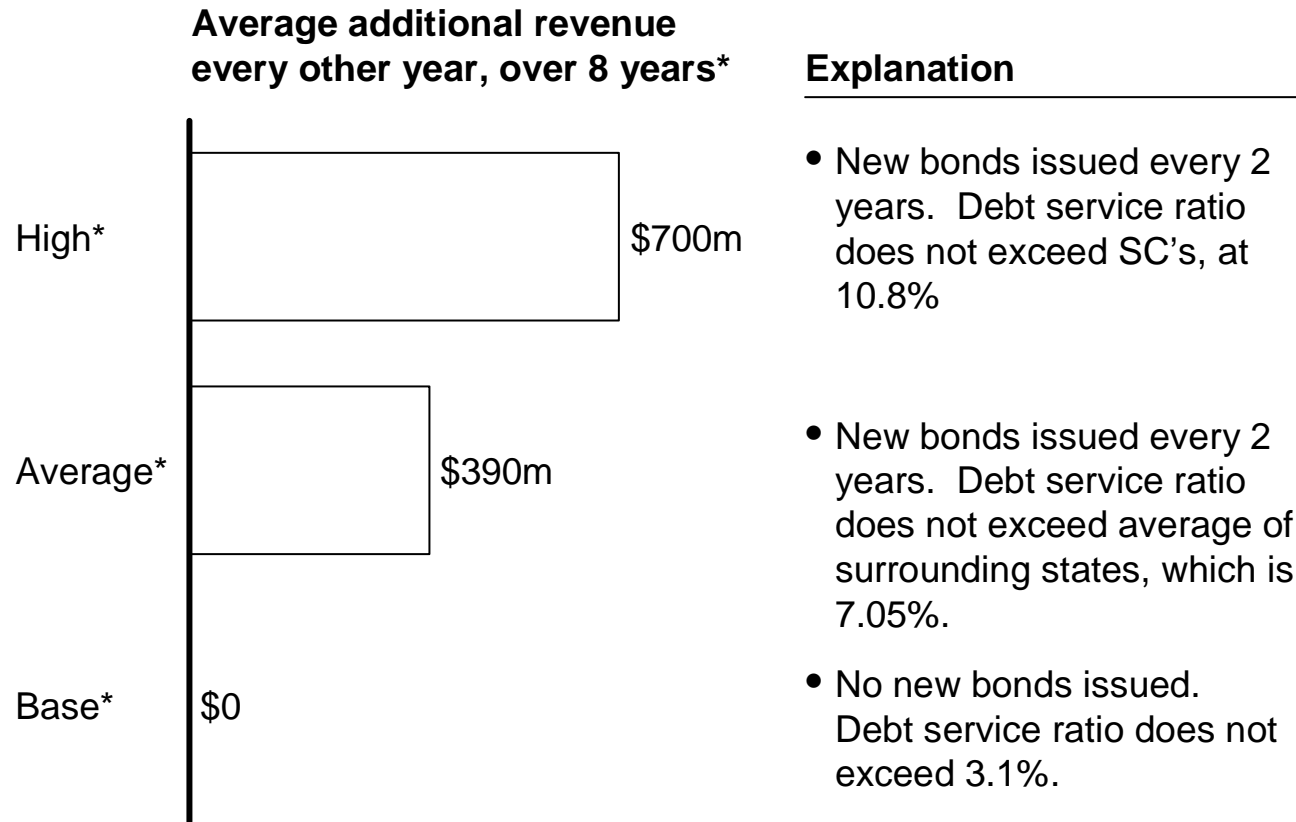 Average additional revenue
every other year, over 8 years*
Explanation
High*
$700m
• New bonds issued every 2
years.  Debt service ratio
does not exceed SC’s, at
10.8%
Average*
$390m
• New bonds issued every 2
years.  Debt service ratio
does not exceed average of
surrounding states, which is
7.05%.
Base*
$0
• No new bonds issued.
Debt service ratio does not
exceed 3.1%.